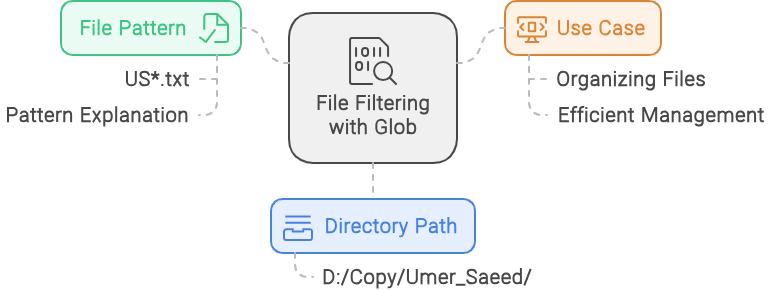 File Pattern
US*.txt
Pattern Explanation
File Filtering
with Glob
Use Case
Organizing Files
Efficient Management
Directory Path
D:/Copy/Umer_Saeed/